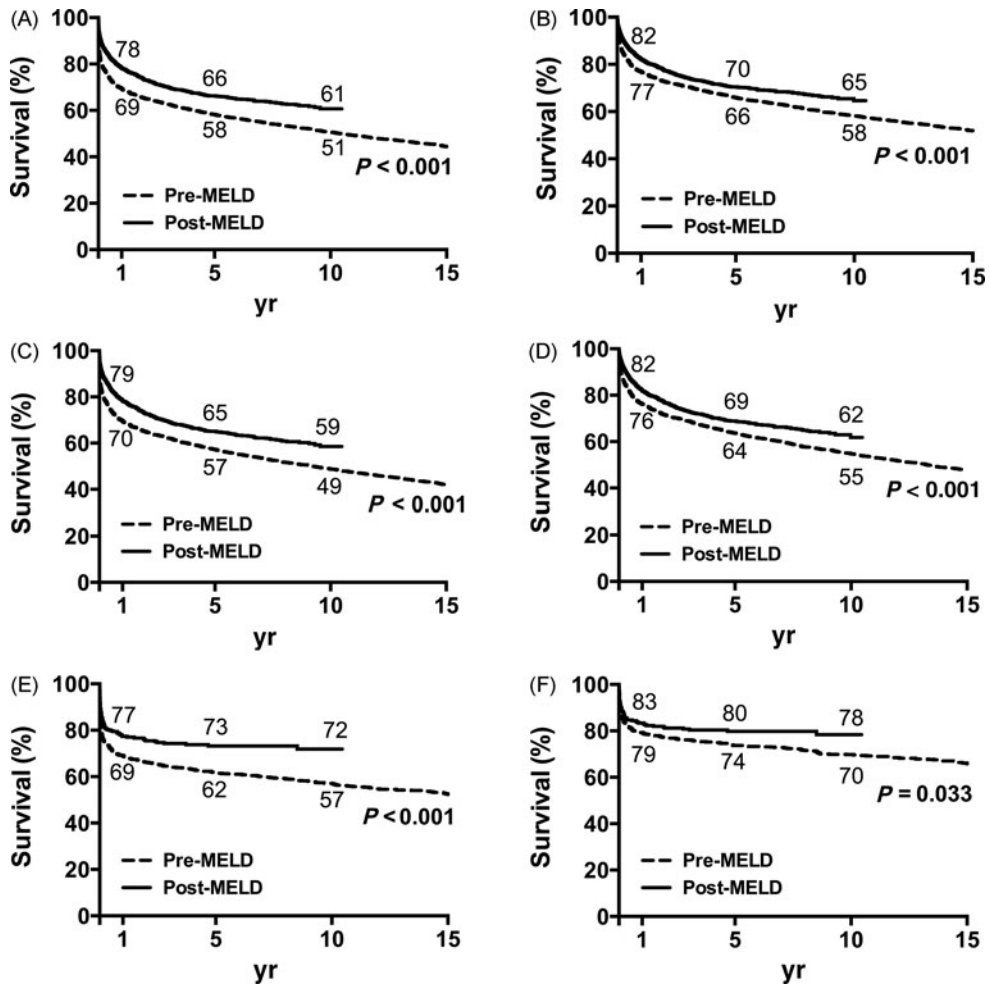 (A)
Survival (%)
100
80
60
40
20
0
78
66
61
69
58
51
P < 0.001
Pre-MELD
Post-MELD
1
5
10
15
yr
(B)
Survival (%)
100
80
60
40
20
0
82
70
65
77
66
58
P < 0.001
Pre-MELD
Post-MELD
1
5
10
15
yr
(C)
Survival (%)
100
80
60
40
20
0
79
65
59
70
57
49
P < 0.001
Pre-MELD
Post-MELD
1
5
10
15
yr
(D)
Survival (%)
100
80
60
40
20
0
82
69
62
76
64
55
P < 0.001
Pre-MELD
Post-MELD
1
5
10
15
yr
(E)
Survival (%)
100
80
60
40
20
0
77
73
72
69
62
57
P < 0.001
Pre-MELD
Post-MELD
1
5
10
15
yr
(F)
Survival (%)
100
80
60
40
20
0
83
80
78
79
74
70
P = 0.033
Pre-MELD
Post-MELD
1
5
10
15
yr